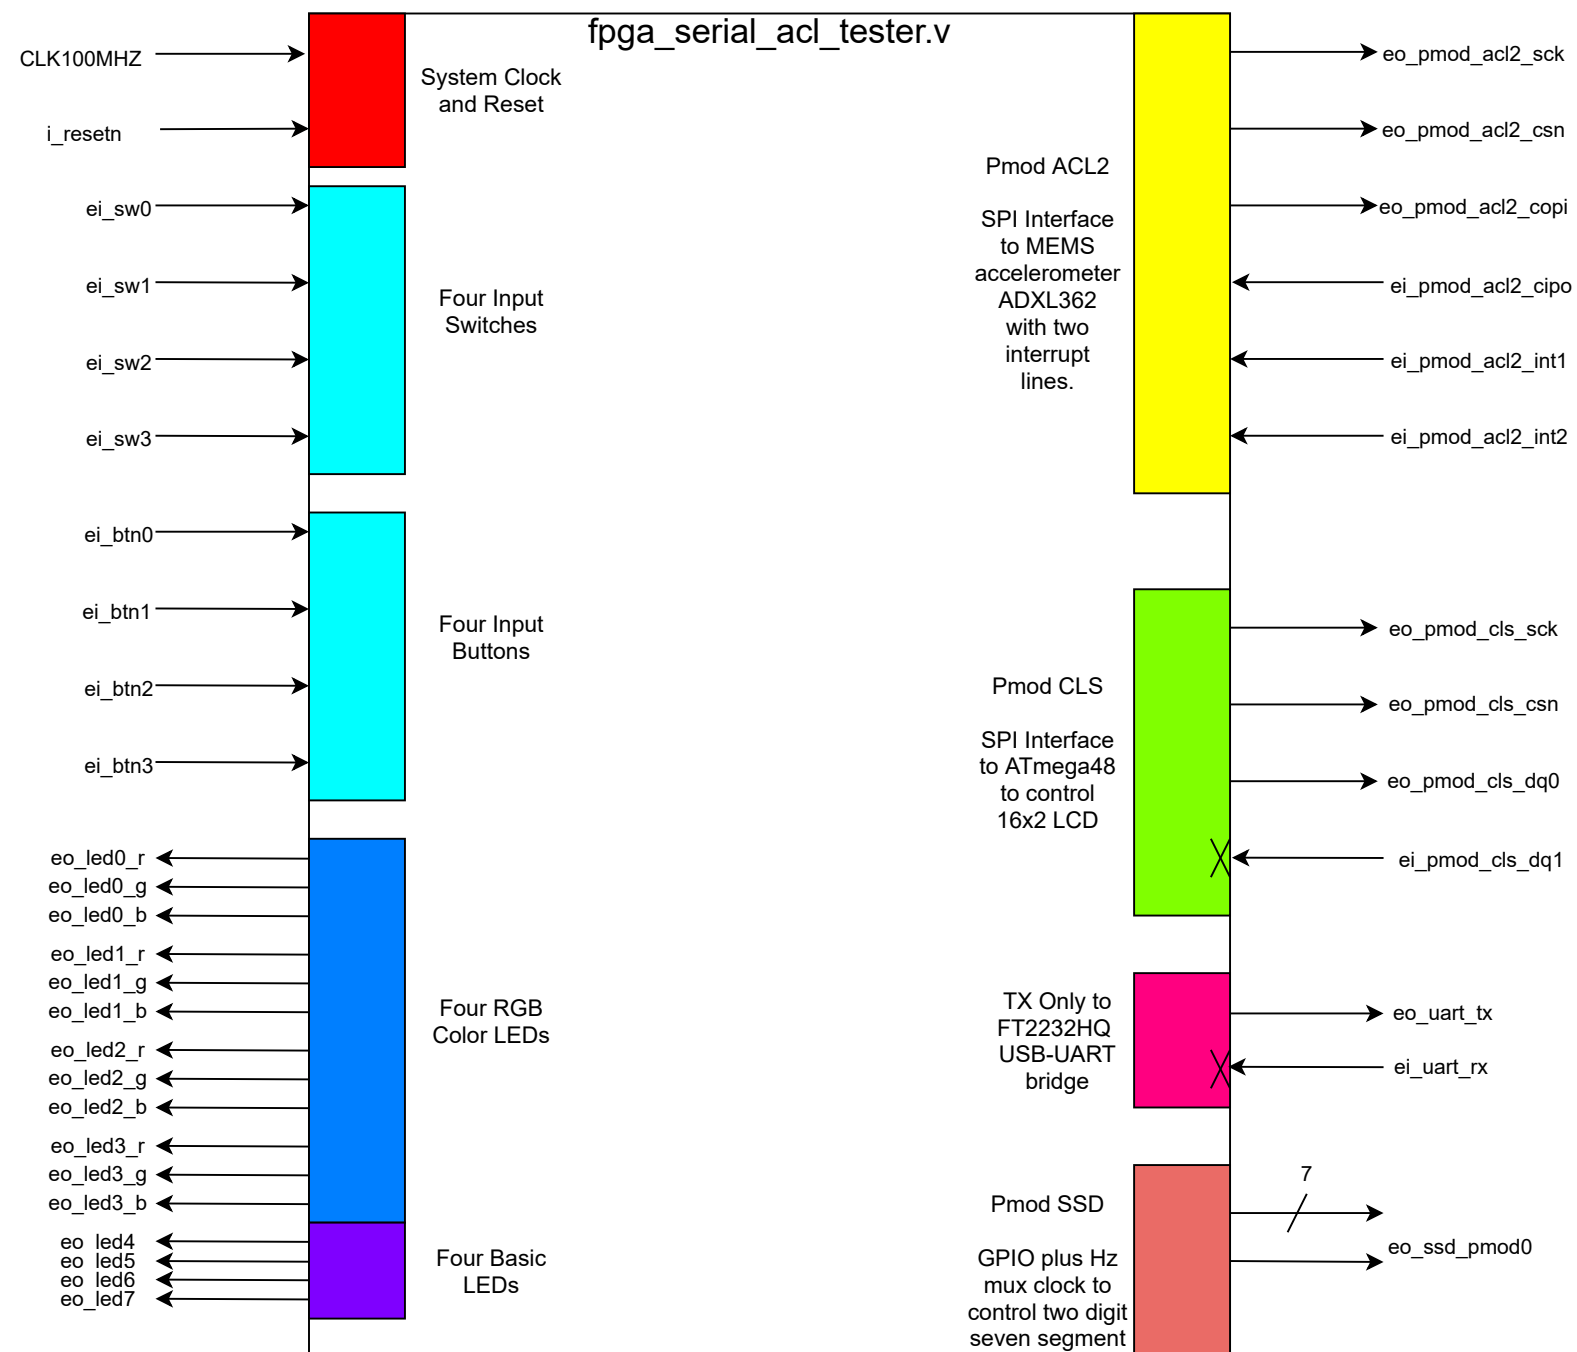 fpga_serial_acl_tester.v
CLK100MHZ
i_resetn
System Clock
and Reset
ei_sw0
ei_sw1
ei_sw2
ei_sw3
Four Input
Switches
ei_btn0
ei_btn1
ei_btn2
ei_btn3
Four Input
Buttons
eo_led0_r
eo_led0_g
eo_led0_b
eo_led1_r
eo_led1_g
eo_led1_b
eo_led2_r
eo_led2_g
eo_led2_b
eo_led3_r
eo_led3_g
eo_led3_b
Four RGB
Color LEDs
eo_led4
eo_led5
eo_led6
eo_led7
Four Basic
LEDs
Pmod ACL2
SPI Interface
to MEMS
accelerometer
ADXL362
with two
interrupt
lines.
eo_pmod_acl2_sck
eo_pmod_acl2_csn
eo_pmod_acl2_copi
ei_pmod_acl2_cipo
ei_pmod_acl2_int1
ei_pmod_acl2_int2
Pmod CLS
SPI Interface
to ATmega48
to control
16x2 LCD
eo_pmod_cls_sck
eo_pmod_cls_csn
eo_pmod_cls_dq0
ei_pmod_cls_dq1
TX Only to
FT2232HQ
USB-UART
bridge
eo_uart_tx
ei_uart_rx
Pmod SSD
GPIO plus Hz
mux clock to
control two digit
seven segment
7
eo_ssd_pmod0